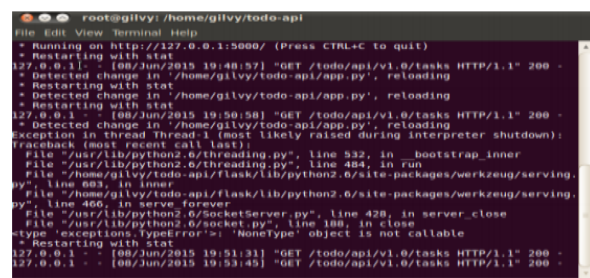 root@gilvy: /home/gilvy/todo-api
File Edit View Terminal Help
* Running on http://127.0.0.1:5000/ (Press CTRL+C to quit)
* Restarting with stat
127.0.0.1 - - [08/Jun/2015 19:48:57] "GET /todo/api/v1.0/tasks HTTP/1.1" 200 -
* Detected change in '/home/gilvy/todo-api/app.py', reloading
* Restarting with stat
* Detected change in '/home/gilvy/todo-api/app.py', reloading
* Restarting with stat
127.0.0.1 - - [08/Jun/2015 19:50:58] "GET /todo/api/v1.0/tasks HTTP/1.1" 200 -
* Detected change in '/home/gilvy/todo-api/app.py', reloading
Exception in thread Thread-1 (most likely raised during interpreter shutdown):
Traceback (most recent call last):
File "/usr/lib/python2.6/threading.py", line 532, in __bootstrap_inner
File "/usr/lib/python2.6/threading.py", line 484, in run
File "/home/gilvy/todo-api/flask/lib/python2.6/site-packages/werkzeug/serving.
py", line 603, in inner
File "/home/gilvy/todo-api/flask/lib/python2.6/site-packages/werkzeug/serving.
py", line 466, in serve_forever
File "/usr/lib/python2.6/SocketServer.py", line 428, in server_close
File "/usr/lib/python2.6/socket.py", line 188, in close
<type 'exceptions.TypeError'>: 'NoneType' object is not callable
* Restarting with stat
127.0.0.1 - - [08/Jun/2015 19:51:31] "GET /todo/api/v1.0/tasks HTTP/1.1" 200 -
127.0.0.1 - - [08/Jun/2015 19:53:45] "GET /todo/api/v1.0/tasks HTTP/1.1" 200 -